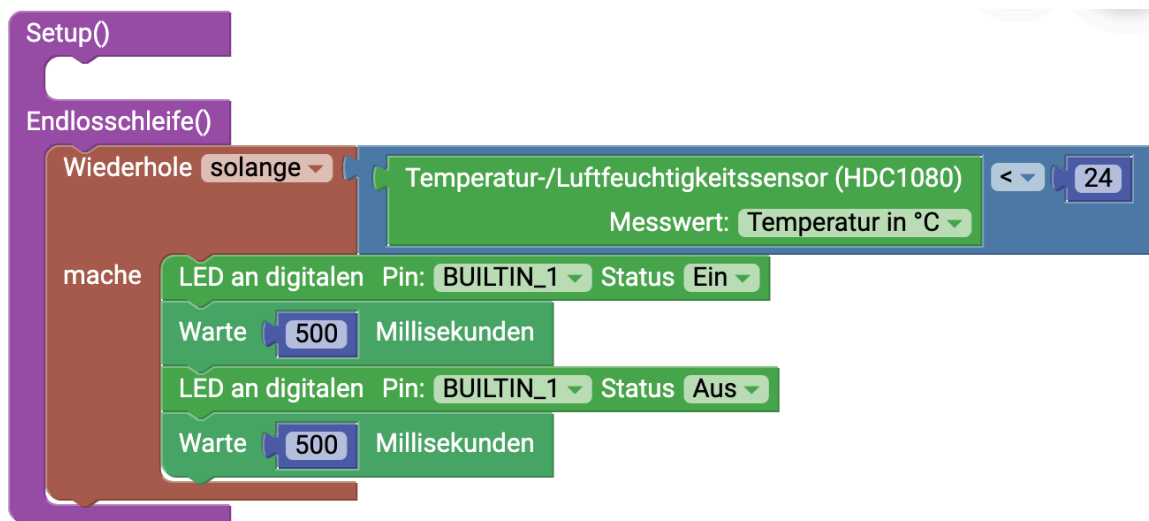 Setup()
Endlosschleife()
Wiederhole solange Temperatur-/Luftfeuchtigkeitssensor (HDC1080) < 24
Messwert: Temperatur in °C
mache LED an digitalen Pin: BUILTIN_1 Status Ein
Warte 500 Millisekunden
LED an digitalen Pin: BUILTIN_1 Status Aus
Warte 500 Millisekunden